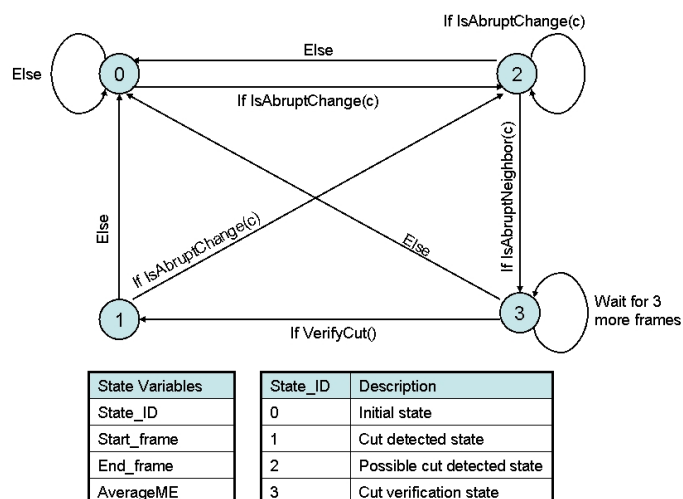 If IsAbruptChange(c)
Else
Else
0
2
If IsAbruptChange(c)
If IsAbruptNeighbor(c)
Else
If IsAbruptChange(c)
Else
1
3
Wait for 3
more frames
If VerifyCut()
State Variables
State_ID
Start_frame
End_frame
AverageME
State_ID Description
0 Initial state
1 Cut detected state
2 Possible cut detected state
3 Cut verification state